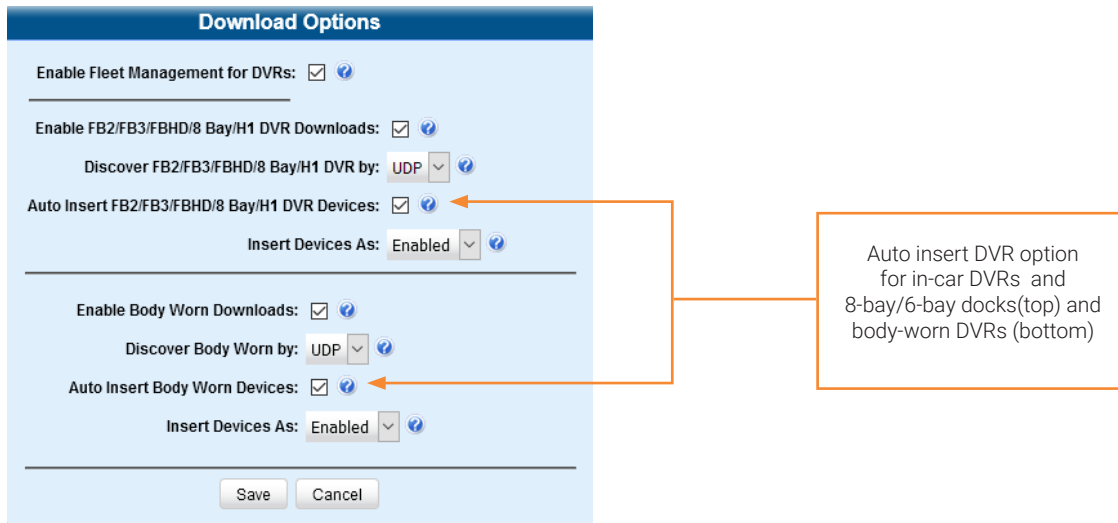 Download Options
Enable Fleet Management for DVRs:
Enable FB2/FB3/FBHD/8 Bay/H1 DVR Downloads:
Discover FB2/FB3/FBHD/8 Bay/H1 DVR by: UDP
Auto Insert FB2/FB3/FBHD/8 Bay/H1 DVR Devices:
Insert Devices As: Enabled
Enable Body Worn Downloads:
Discover Body Worn by: UDP
Auto Insert Body Worn Devices:
Insert Devices As: Enabled
Save Cancel
Auto insert DVR option
for in-car DVRs and
8-bay/6-bay docks(top) and
body-worn DVRs (bottom)